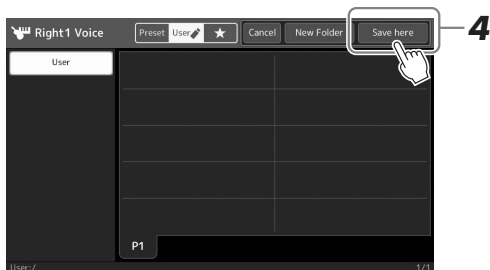 Right1 Voice
Preset User ★ Cancel New Folder Save here
4
User
P1
User:/ 1/1